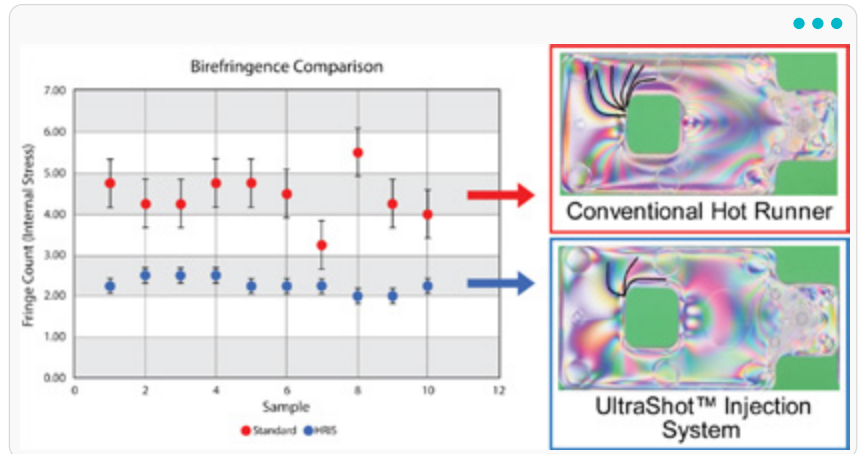 Birefringence Comparison
Fringe Count (Internal Stress)
7.00
6.00
5.00
4.00
3.00
2.00
1.00
0.00
0 2 4 6 8 10 12
Sample
Standard HRIS
Conventional Hot Runner
UltraShot™ Injection
System